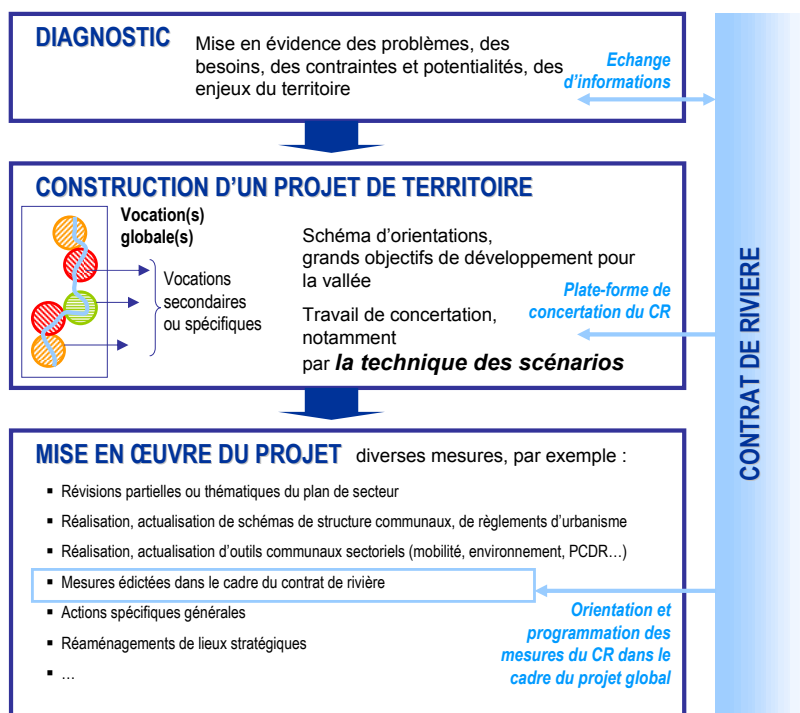 DIAGNOSTIC
Mise en évidence des problèmes, des
besoins, des contraintes et potentialités, des
enjeux du territoire
Echange
d’informations
CONSTRUCTION D’UN PROJET DE TERRITOIRE
Vocation(s)
globale(s)
Vocations
secondaires
ou spécifiques
Schéma d’orientations,
grands objectifs de développement pour
la vallée
Travail de concertation,
notamment
par la technique des scénarios
Plate-forme de
concertation du CR
MISE EN ŒUVRE DU PROJET diverses mesures, par exemple :
▪ Révisions partielles ou thématiques du plan de secteur
▪ Réalisation, actualisation de schémas de structure communaux, de règlements d’urbanisme
▪ Réalisation, actualisation d’outils communaux sectoriels (mobilité, environnement, PCDR…)
▪ Mesures édictées dans le cadre du contrat de rivière
▪ Actions spécifiques générales
▪ Réaménagements de lieux stratégiques
▪ …
Orientation et
programmation des
mesures du CR dans le
cadre du projet global
CONTRAT DE RIVIERE